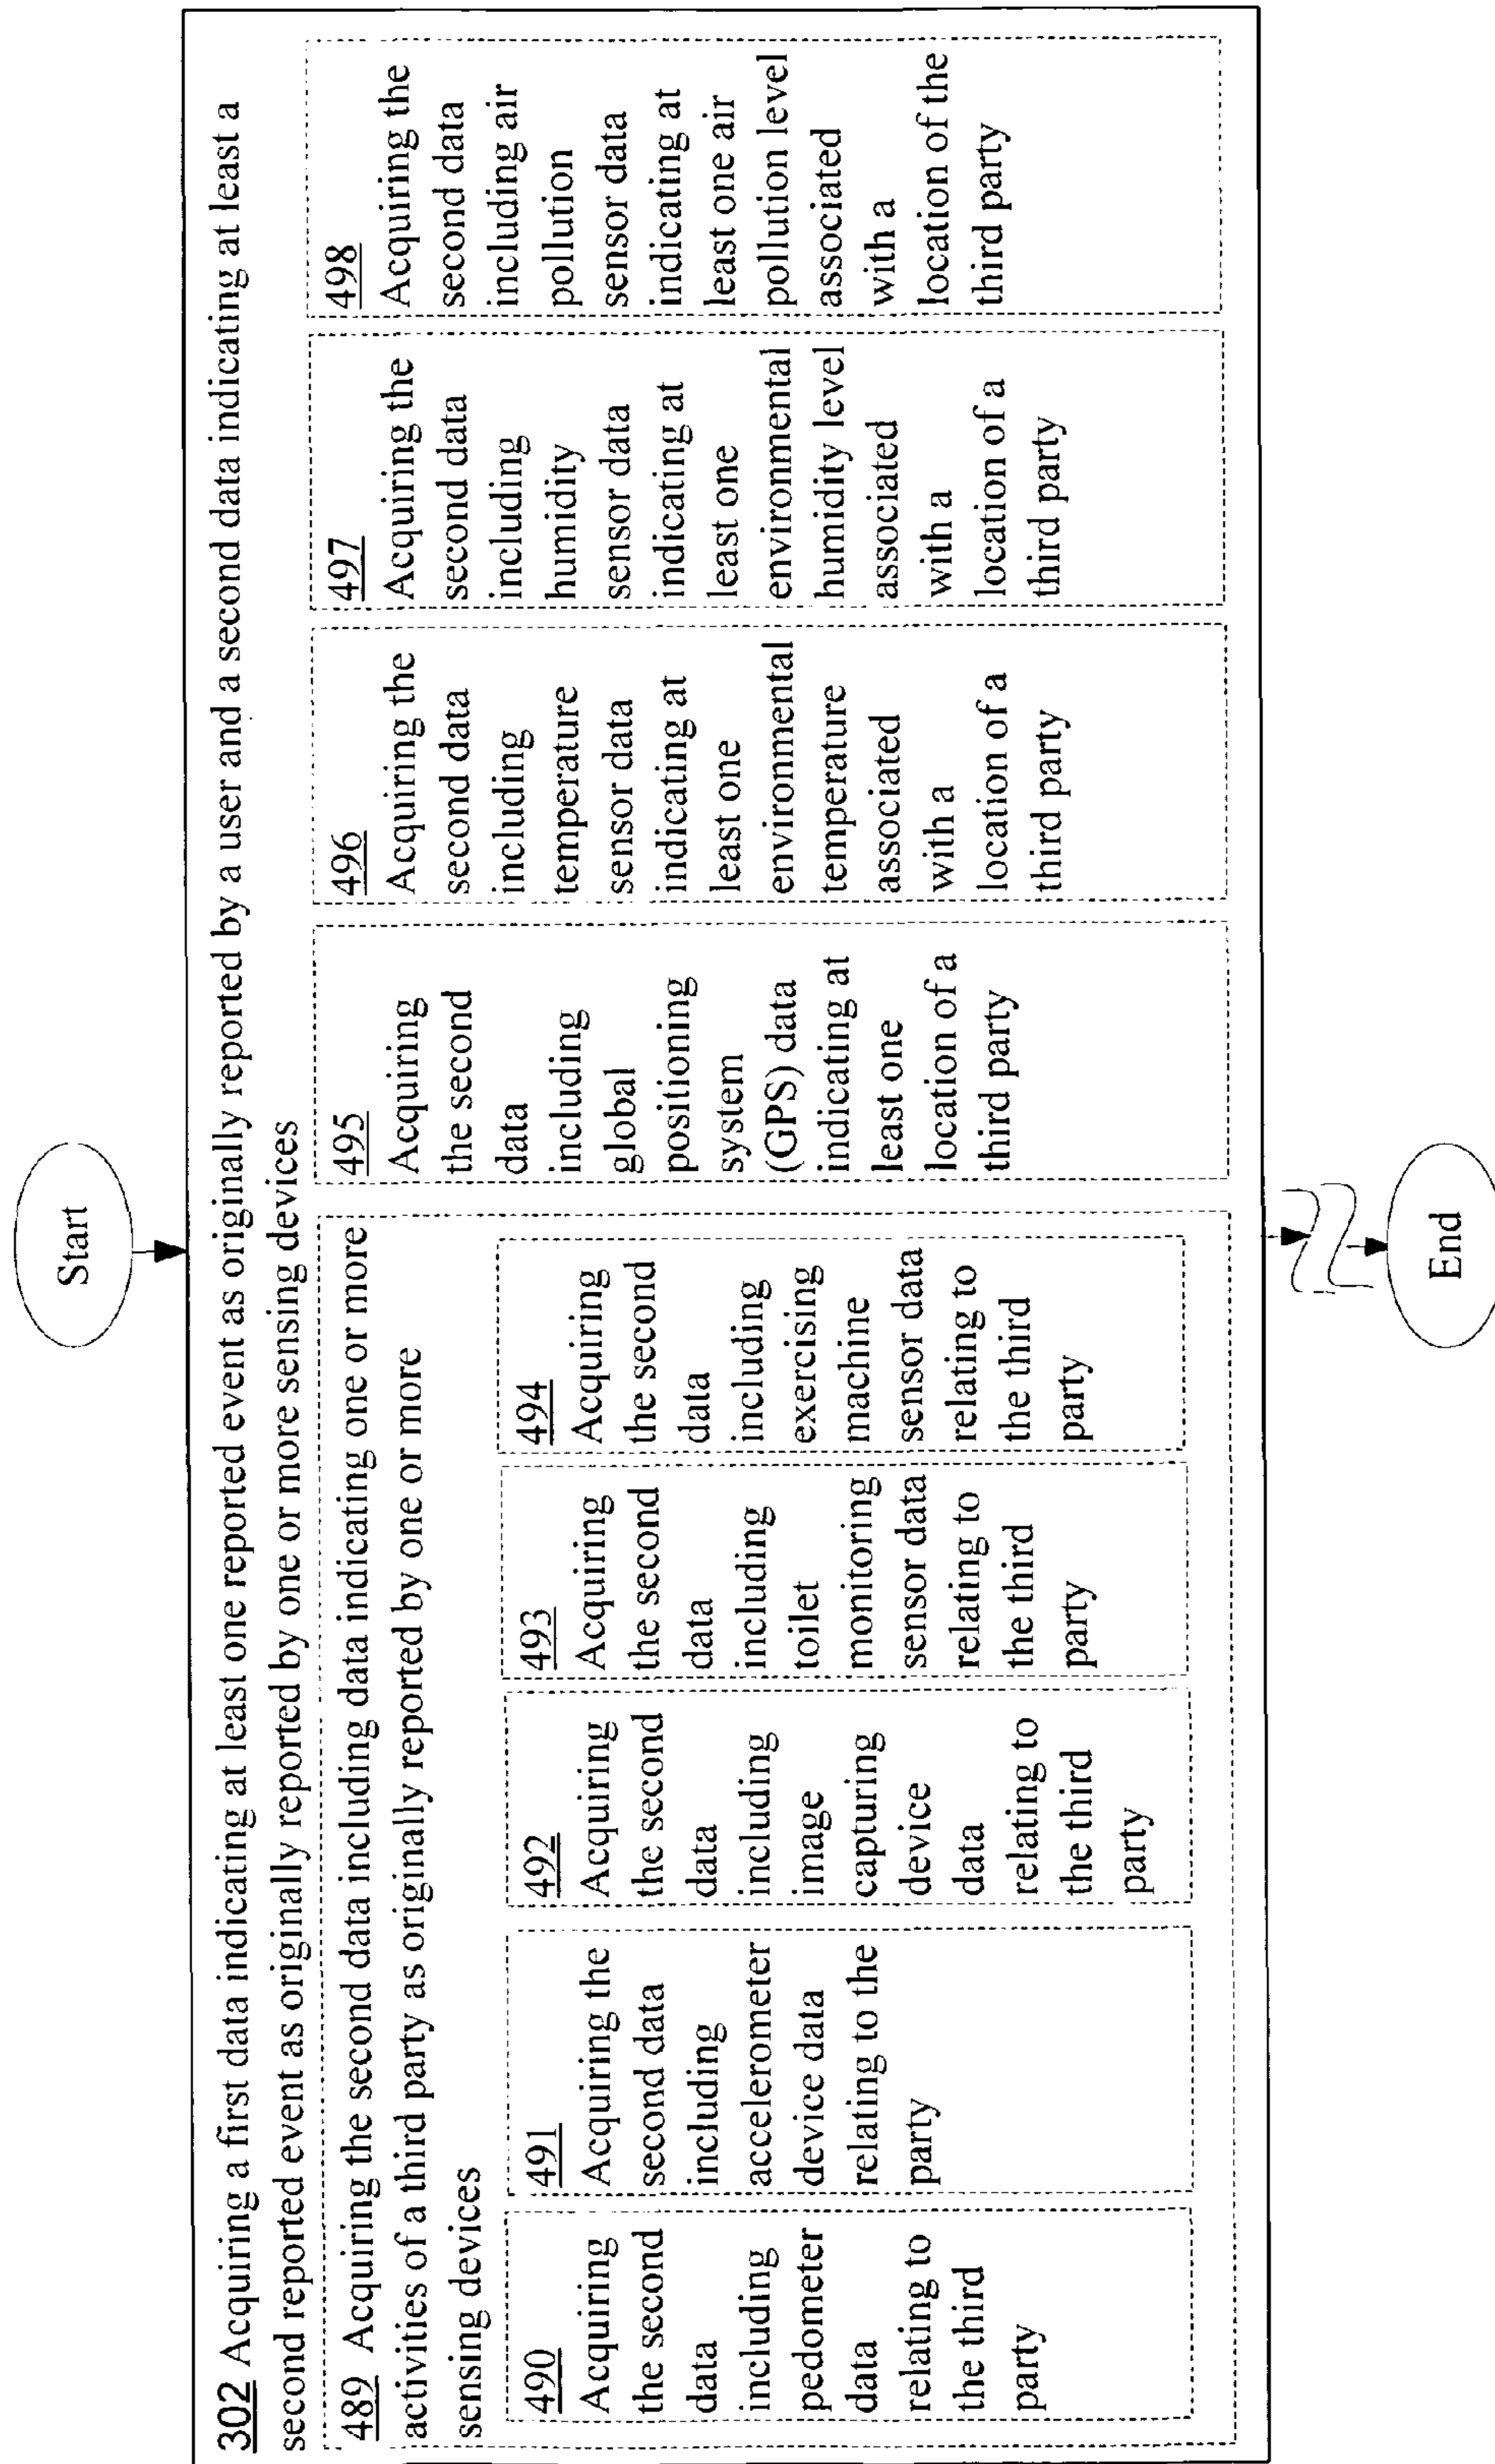 Start
302 Acquiring a first data indicating at least one reported event as originally reported by a user and a second data indicating at least a
second reported event as originally reported by one or more sensing devices
489 Acquiring the second data including data indicating one or more
activities of a third party as originally reported by one or more
sensing devices
490
Acquiring
the second
data
including
pedometer
data
relating to
the third
party
491
Acquiring the
second data
including
accelerometer
device data
relating to the
party
492
Acquiring
the second
data
including
image
capturing
device
data
relating to
the third
party
493
Acquiring
the second
data
including
toilet
monitoring
sensor data
relating to
the third
party
494
Acquiring
the second
data
including
exercising
machine
sensor data
relating to
the third
party
495
Acquiring
the second
data
including
global
positioning
system
(GPS) data
indicating at
least one
location of a
third party
496
Acquiring the
second data
including
temperature
sensor data
indicating at
least one
environmental
temperature
associated
with a
location of a
third party
497
Acquiring the
second data
including
humidity
sensor data
indicating at
least one
environmental
humidity level
associated
with a
location of a
third party
498
Acquiring the
second data
including air
pollution
sensor data
indicating at
least one air
pollution level
associated
with a
location of the
third party
End